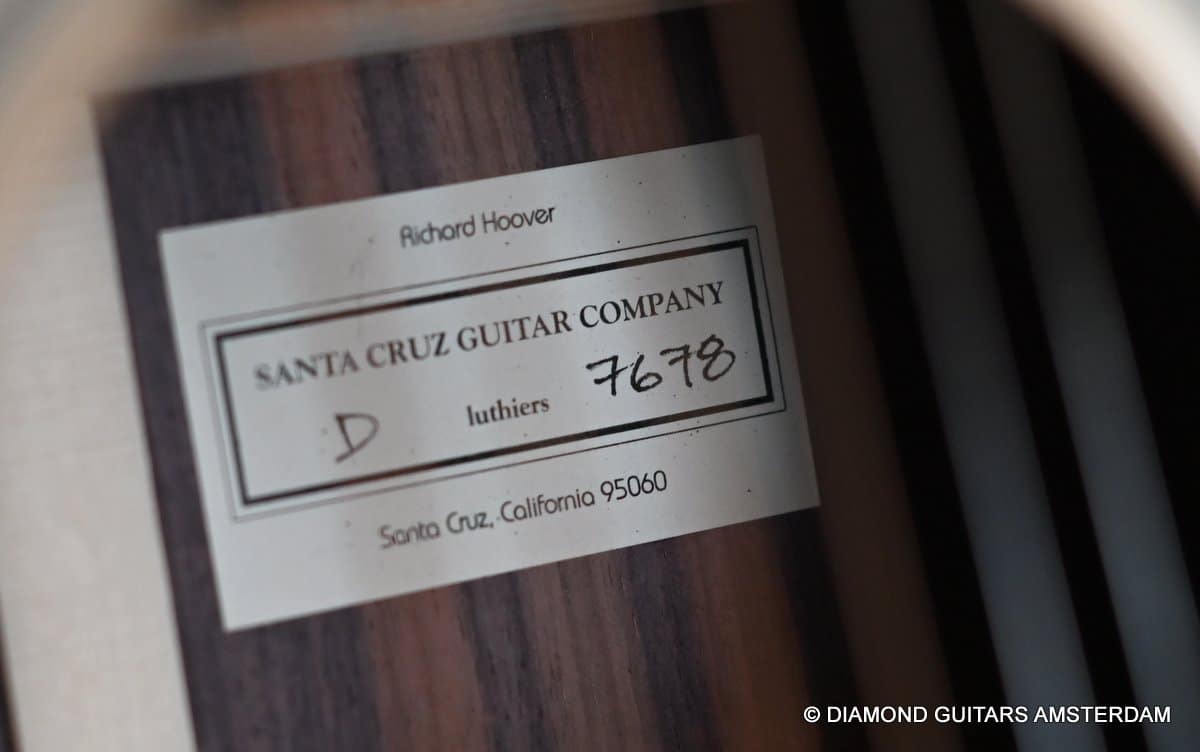 Richard Hoover
SANTA CRUZ GUITAR COMPANY
D luthiers 7678
Santa Cruz, California 95060
© DIAMOND GUITARS AMSTERDAM